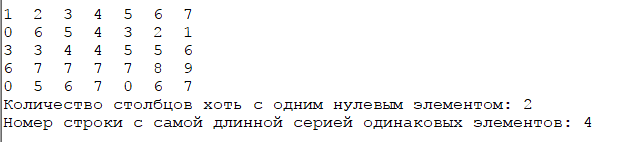 1 2 3 4 5 6 7
0 6 5 4 3 2 1
3 3 4 4 5 5 6
6 7 7 7 7 8 9
0 5 6 7 0 6 7
Количество столбцов хоть с одним нулевым элементом: 2
Номер строки с самой длинной серией одинаковых элементов: 4